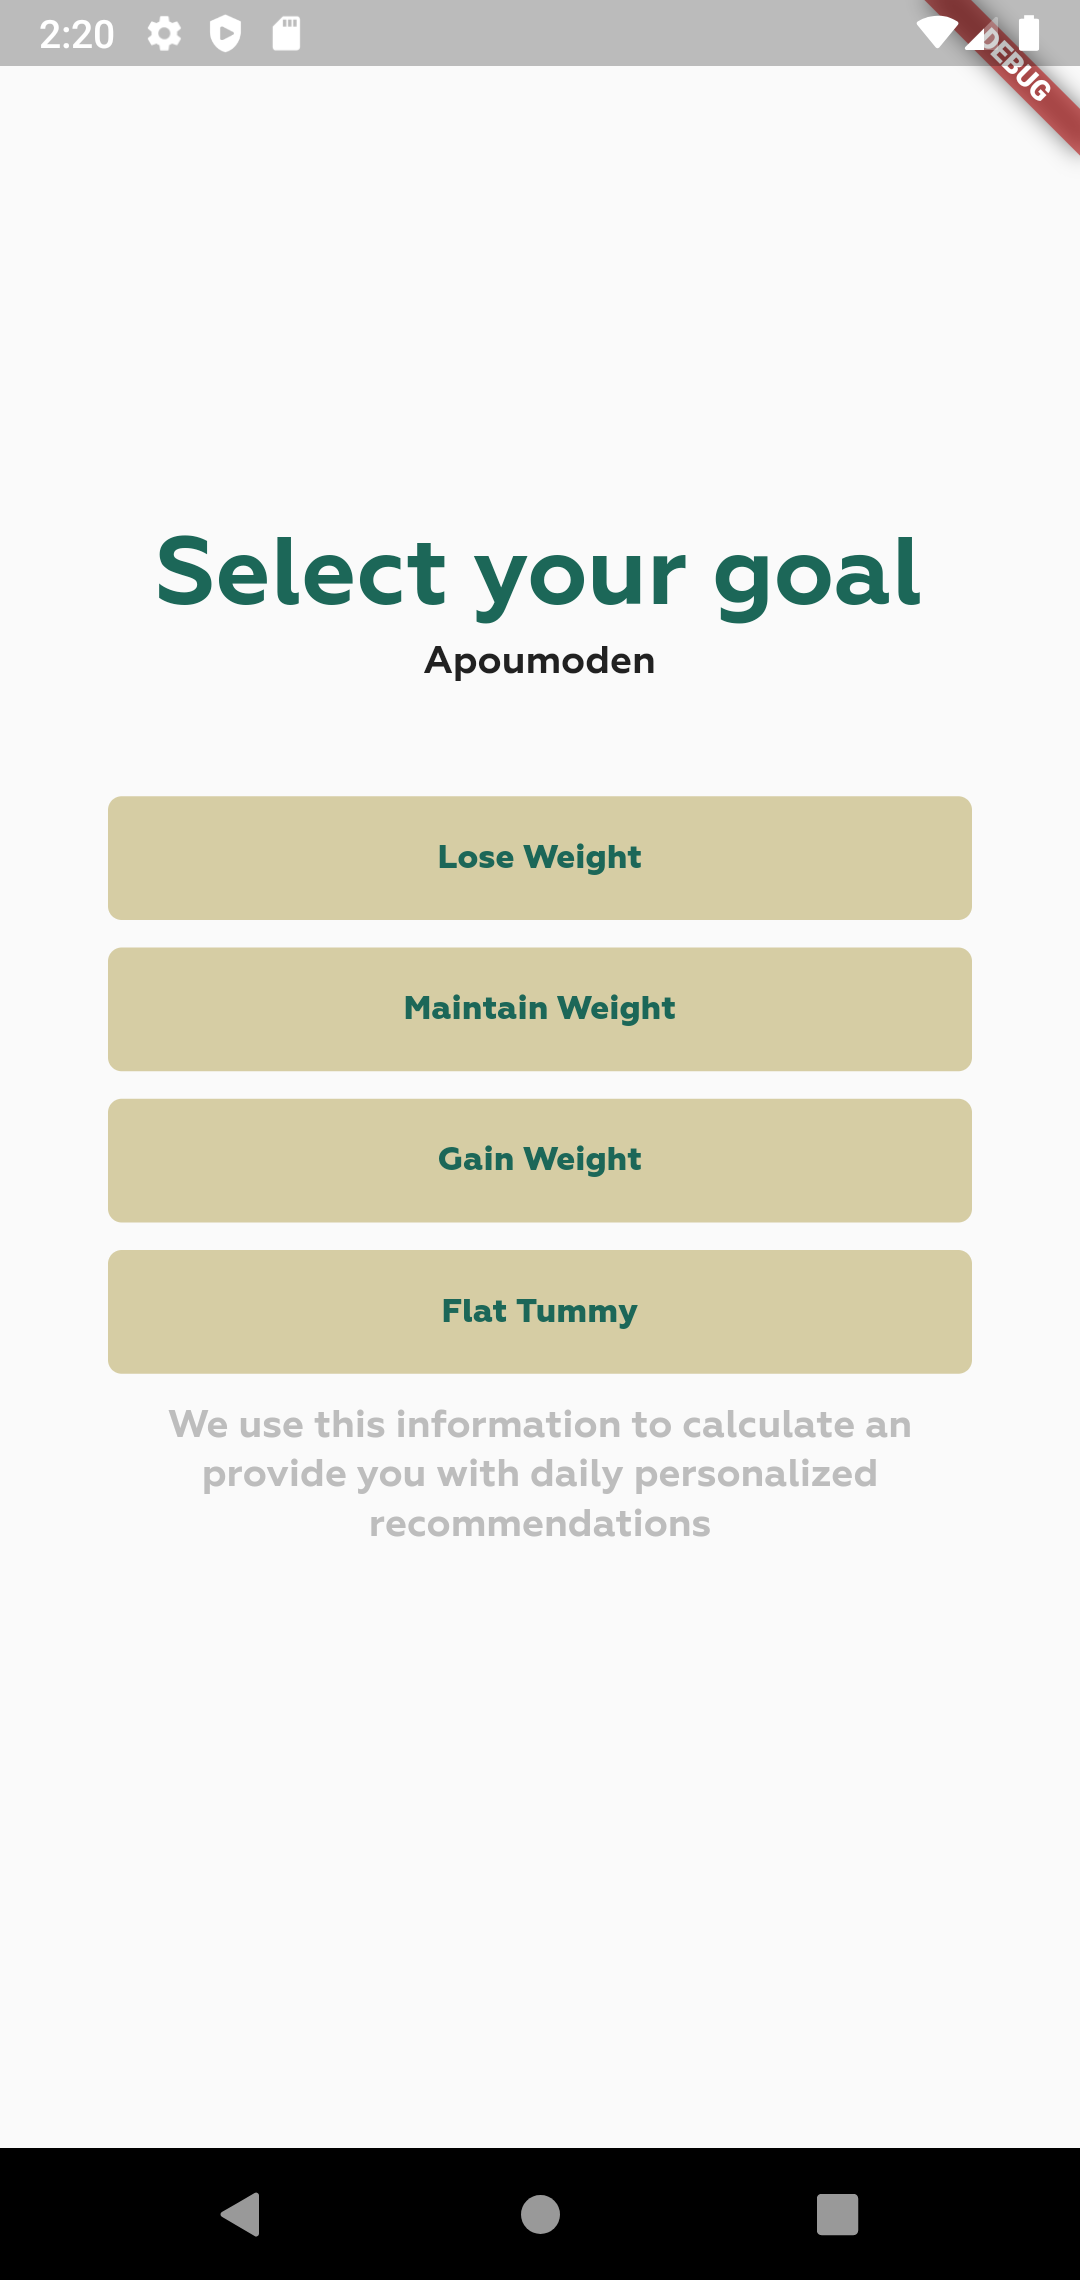 2:20
DEBUG
Select your goal
Apoumoden
Lose Weight
Maintain Weight
Gain Weight
Flat Tummy
We use this information to calculate an
provide you with daily personalized
recommendations